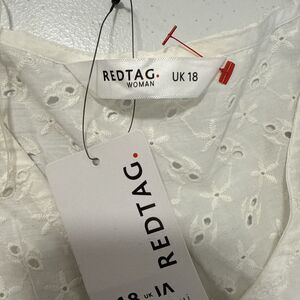 REDTAG.
WOMAN
UK 18
REDTAG.
18 UK